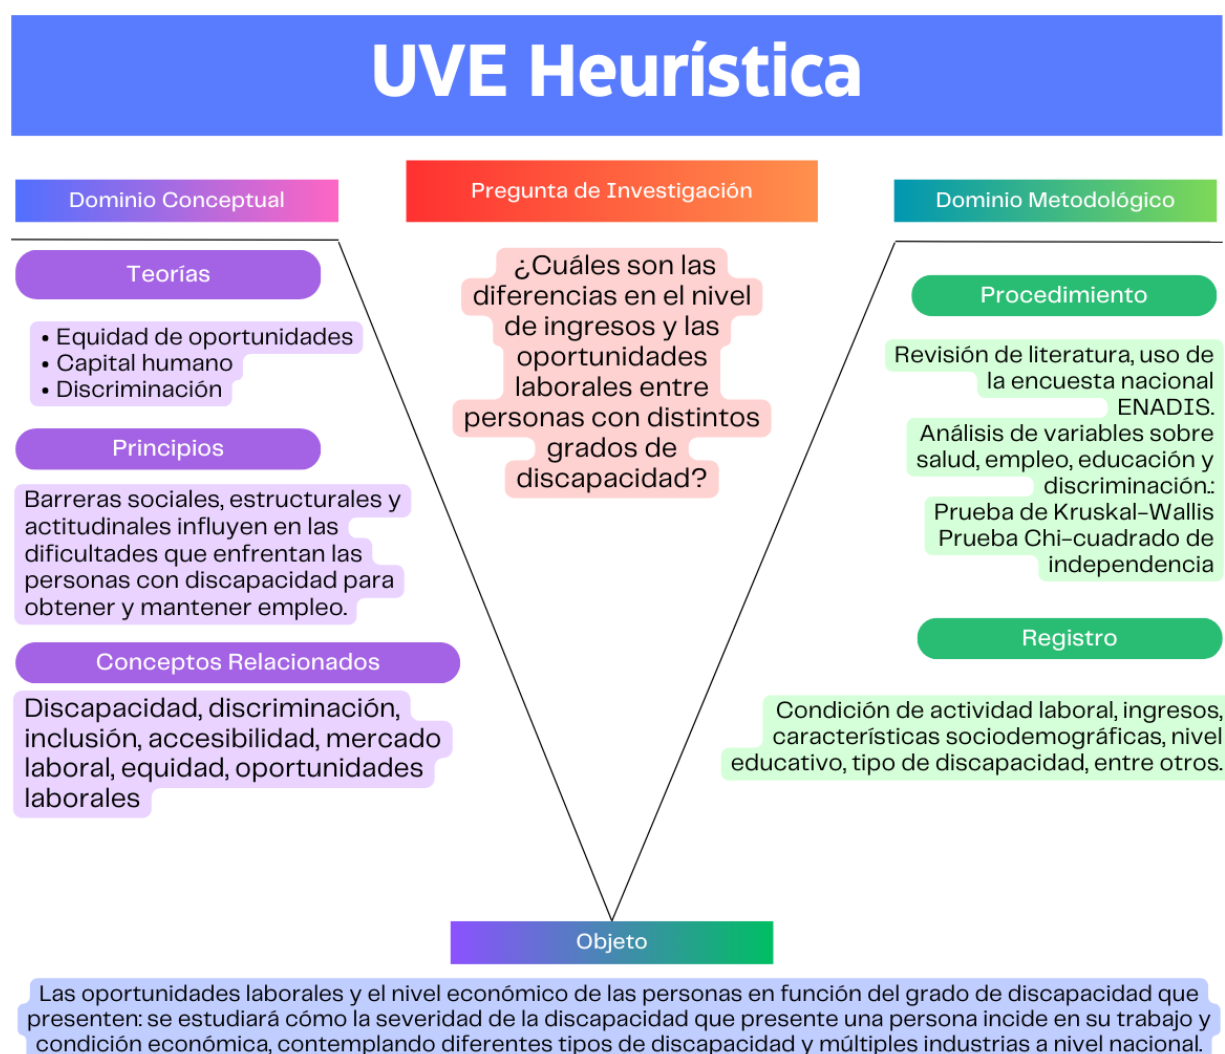 UVE Heurística
Dominio Conceptual
Teorías
• Equidad de oportunidades
• Capital humano
• Discriminación
Principios
Barreras sociales, estructurales y
actitudinales influyen en las
dificultades que enfrentan las
personas con discapacidad para
obtener y mantener empleo.
Conceptos Relacionados
Discapacidad, discriminación,
inclusión, accesibilidad, mercado
laboral, equidad, oportunidades
laborales
Pregunta de Investigación
¿Cuáles son las
diferencias en el nivel
de ingresos y las
oportunidades
laborales entre
personas con distintos
grados de
discapacidad?
Dominio Metodológico
Procedimiento
Revisión de literatura, uso de
la encuesta nacional
ENADIS.
Análisis de variables sobre
salud, empleo, educación y
discriminación.:
Prueba de Kruskal-Wallis
Prueba Chi-cuadrado de
independencia
Registro
Condición de actividad laboral, ingresos,
características sociodemográficas, nivel
educativo, tipo de discapacidad, entre otros.
Objeto
Las oportunidades laborales y el nivel económico de las personas en función del grado de discapacidad que
presenten: se estudiará cómo la severidad de la discapacidad que presente una persona incide en su trabajo y
condición económica, contemplando diferentes tipos de discapacidad y múltiples industrias a nivel nacional.